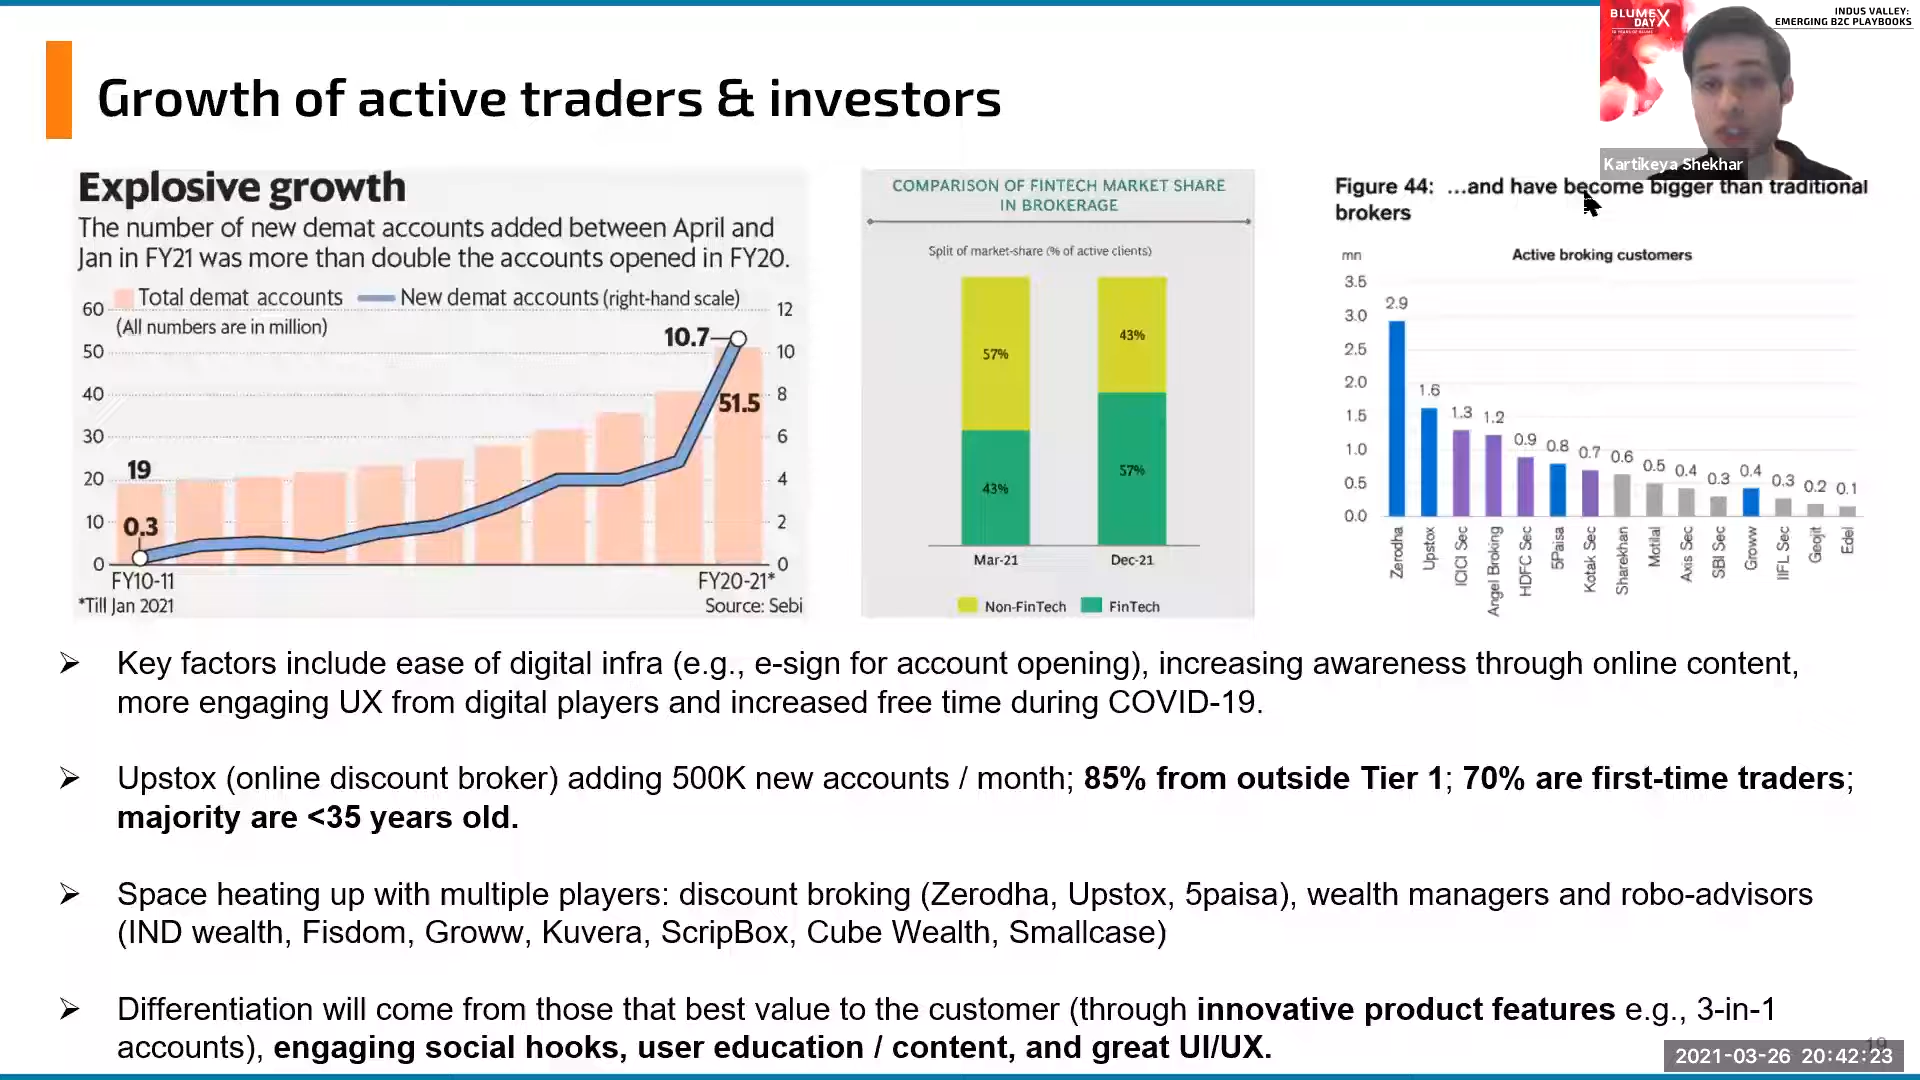 BLUME
DAY X
10 YEARS OF BLUME
INDUS VALLEY:
EMERGING B2C PLAYBOOKS
Kartikeya Shekhar
Growth of active traders & investors
Explosive growth
The number of new demat accounts added between April and
Jan in FY21 was more than double the accounts opened in FY20.
Total demat accounts
New demat accounts (right-hand scale)
(All numbers are in million)
60
50
40
30
20
10
0
12
10
8
6
4
2
0
19
0.3
10.7
51.5
FY10-11
FY20-21*
*Till Jan 2021
Source: Sebi
COMPARISON OF FINTECH MARKET SHARE
IN BROKERAGE
Split of market-share (% of active clients)
57%
43%
43%
57%
Mar-21
Dec-21
Non-FinTech
FinTech
Figure 44: ...and have become bigger than traditional
brokers
mn
Active broking customers
3.5
3.0
2.5
2.0
1.5
1.0
0.5
0.0
2.9
1.6
1.3
1.2
0.9
0.8
0.7
0.6
0.5
0.4
0.3
0.4
0.3
0.2
0.1
Zerodha
Upstox
ICICI Sec
Angel Broking
HDFC Sec
5Paisa
Kotak Sec
Sharekhan
Motilal
Axis Sec
SBI Sec
Groww
IIFL Sec
Geojit
Edel
Key factors include ease of digital infra (e.g., e-sign for account opening), increasing awareness through online content,
more engaging UX from digital players and increased free time during COVID-19.
Upstox (online discount broker) adding 500K new accounts / month; 85% from outside Tier 1; 70% are first-time traders;
majority are <35 years old.
Space heating up with multiple players: discount broking (Zerodha, Upstox, 5paisa), wealth managers and robo-advisors
(IND wealth, Fisdom, Groww, Kuvera, ScripBox, Cube Wealth, Smallcase)
Differentiation will come from those that best value to the customer (through innovative product features e.g., 3-in-1
accounts), engaging social hooks, user education / content, and great UI/UX.
19
2021-03-26 20:42:23